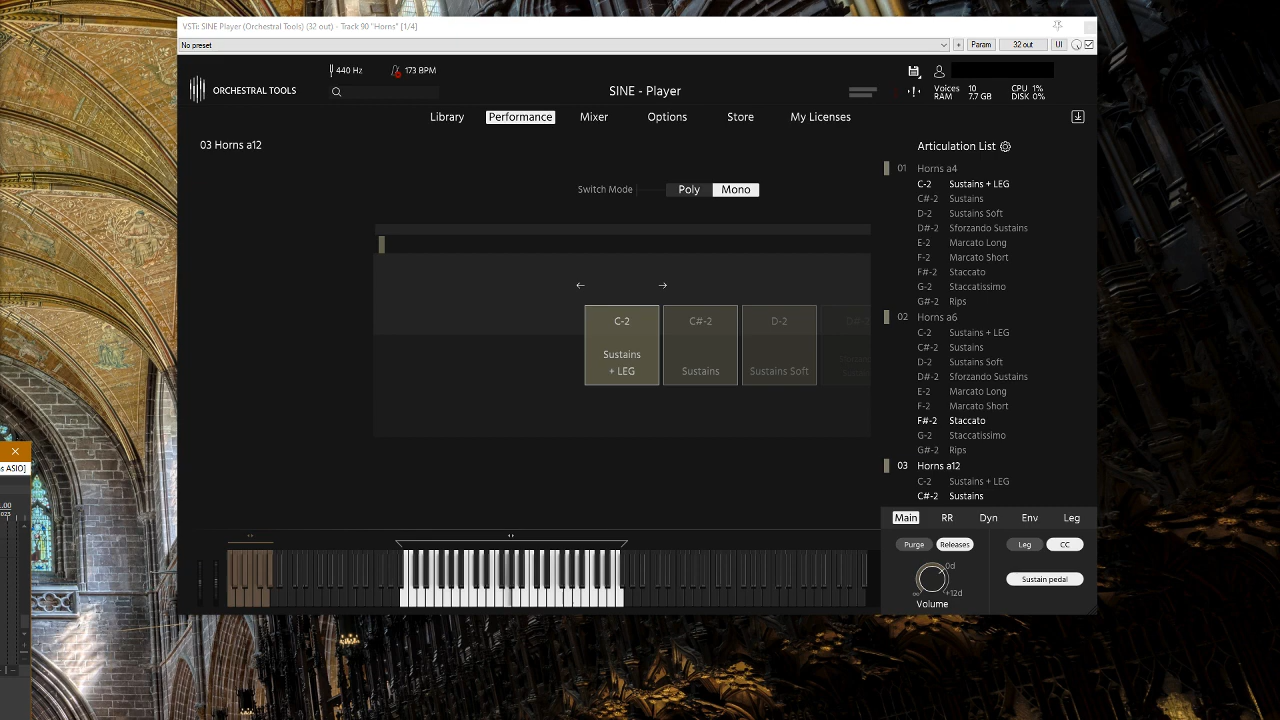 VSTi: SINE Player (Orchestral Tools) (32 out) - Track 90 "Horns" [1/4]
No preset
+
Param
32 out
UI
440 Hz
173 BPM
ORCHESTRAL TOOLS
SINE - Player
Voices 10
RAM 7.7 GB
CPU 1%
DISK 0%
Library
Performance
Mixer
Options
Store
My Licenses
03 Horns a12
Switch Mode
Poly
Mono
C-2
Sustains
+ LEG
C#-2
Sustains
D-2
Sustains Soft
Articulation List
01 Horns a4
C-2 Sustains + LEG
C#-2 Sustains
D-2 Sustains Soft
D#-2 Sforzando Sustains
E-2 Marcato Long
F-2 Marcato Short
F#-2 Staccato
G-2 Staccatissimo
G#-2 Rips
02 Horns a6
C-2 Sustains + LEG
C#-2 Sustains
D-2 Sustains Soft
D#-2 Sforzando Sustains
E-2 Marcato Long
F-2 Marcato Short
F#-2 Staccato
G-2 Staccatissimo
G#-2 Rips
03 Horns a12
C-2 Sustains + LEG
C#-2 Sustains
Main
RR
Dyn
Env
Leg
Purge
Releases
Leg
CC
0d
∞
+12d
Volume
Sustain pedal
s ASIO]